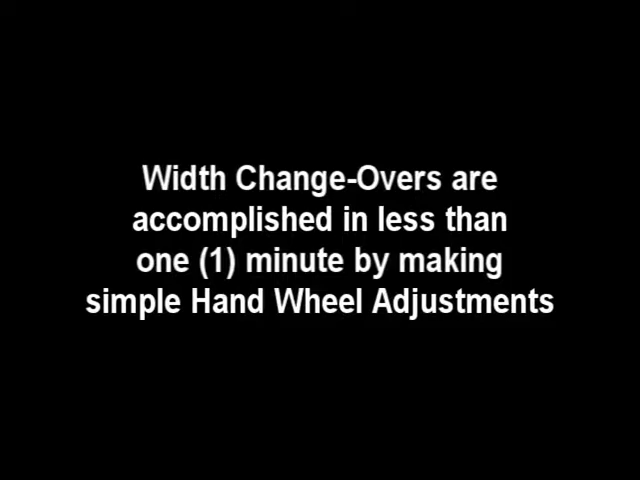 Width Change-Overs are
accomplished in less than
one (1) minute by making
simple Hand Wheel Adjustments